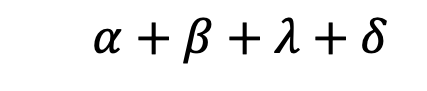 α + β + λ + δ